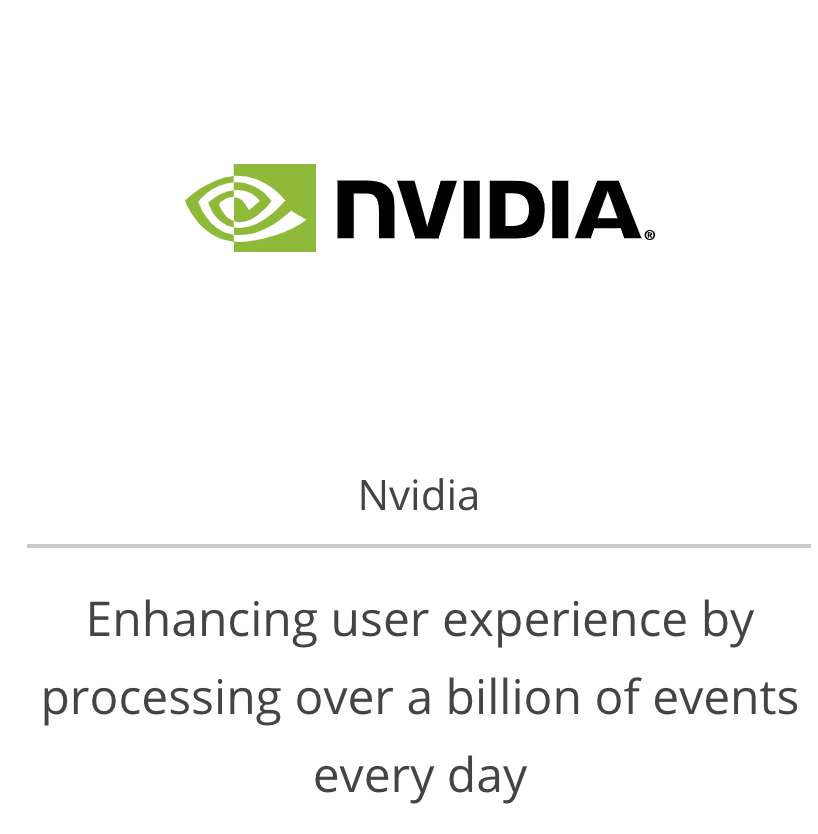 NVIDIA®
Nvidia
Enhancing user experience by
processing over a billion of events
every day